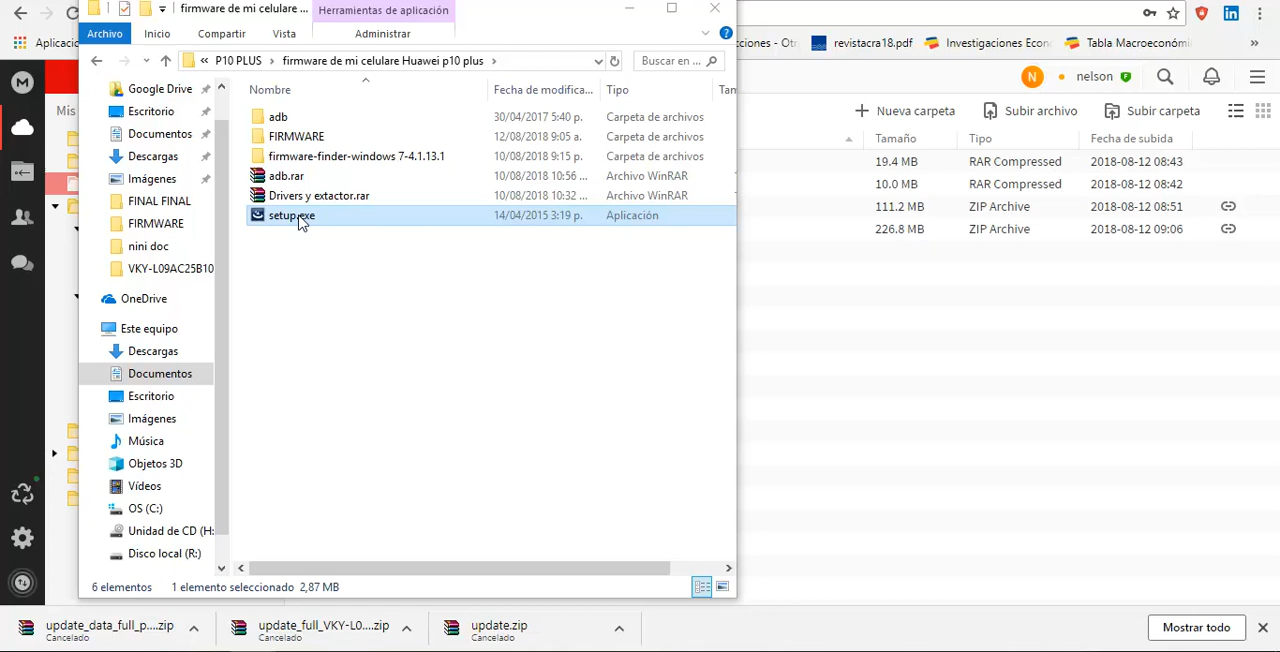 firmware de mi celulare ...
Herramientas de aplicación
Archivo
Inicio
Compartir
Vista
Administrar
« P10 PLUS > firmware de mi celulare Huawei p10 plus >
Buscar en ...
Google Drive
Escritorio
Documentos
Descargas
Imágenes
FINAL FINAL
FIRMWARE
nini doc
VKY-L09AC25B10
OneDrive
Este equipo
Descargas
Documentos
Escritorio
Imágenes
Música
Objetos 3D
Vídeos
OS (C:)
Unidad de CD (H:
Disco local (R:)
Nombre Fecha de modifica... Tipo Tam
adb 30/04/2017 5:40 p. Carpeta de archivos
FIRMWARE 12/08/2018 9:05 a. Carpeta de archivos
firmware-finder-windows 7-4.1.13.1 10/08/2018 9:15 p. Carpeta de archivos
adb.rar 10/08/2018 10:56 ... Archivo WinRAR
Drivers y extactor.rar 10/08/2018 10:32 ... Archivo WinRAR
setup.exe 14/04/2015 3:19 p. Aplicación
6 elementos 1 elemento seleccionado 2,87 MB
Aplicacio
Mis
ciones - Otr
revistacra18.pdf
Investigaciones Econ
Tabla Macroeconómi
»
M
N
nelson
Nueva carpeta
Subir archivo
Subir carpeta
Tamaño Tipo Fecha de subida
19.4 MB RAR Compressed 2018-08-12 08:43
10.0 MB RAR Compressed 2018-08-12 08:42
111.2 MB ZIP Archive 2018-08-12 08:51
226.8 MB ZIP Archive 2018-08-12 09:06
update_data_full_p....zip
Cancelado
update_full_VKY-L0....zip
Cancelado
update.zip
Cancelado
Mostrar todo